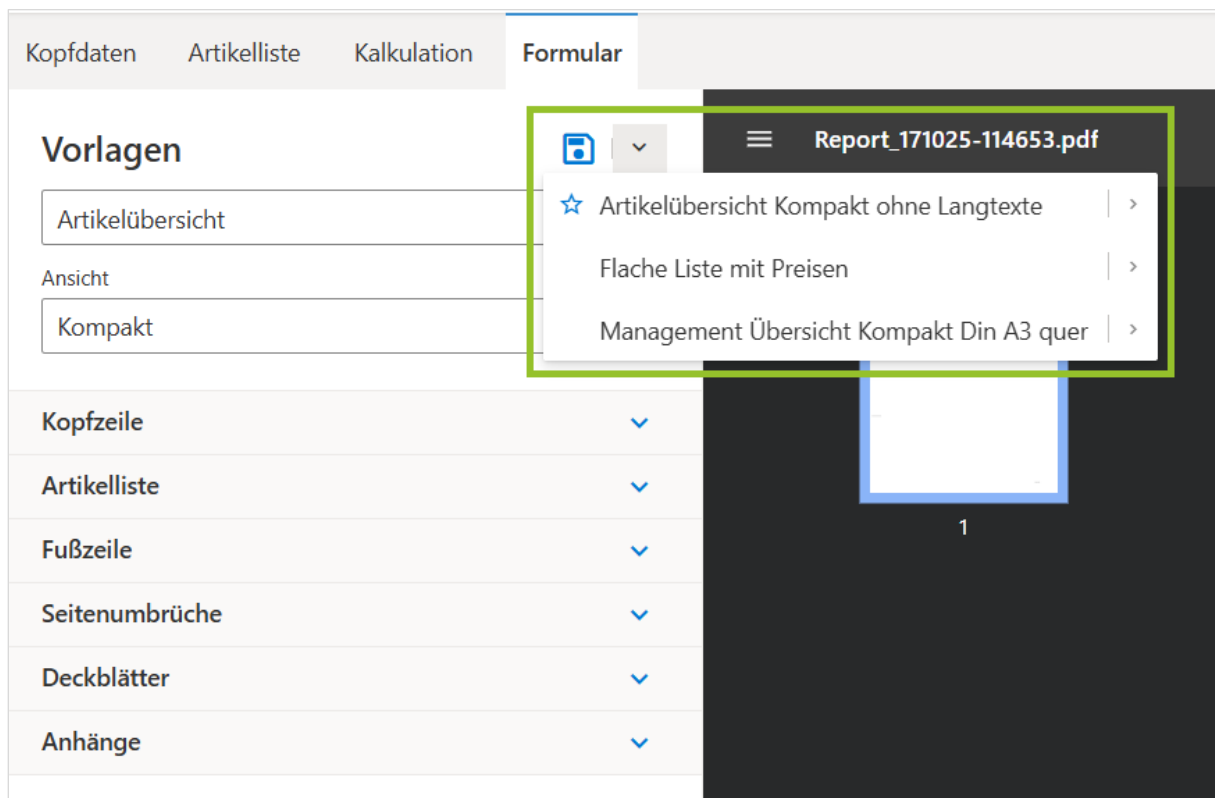 Kopfdaten Artikelliste Kalkulation Formular
Vorlagen
Report_171025-114653.pdf
Artikelübersicht
Artikelübersicht Kompakt ohne Langtexte
Ansicht
Flache Liste mit Preisen
Kompakt
Management Übersicht Kompakt Din A3 quer
Kopfzeile
Artikelliste
Fußzeile
Seitenumbrüche
Deckblätter
Anhänge
1